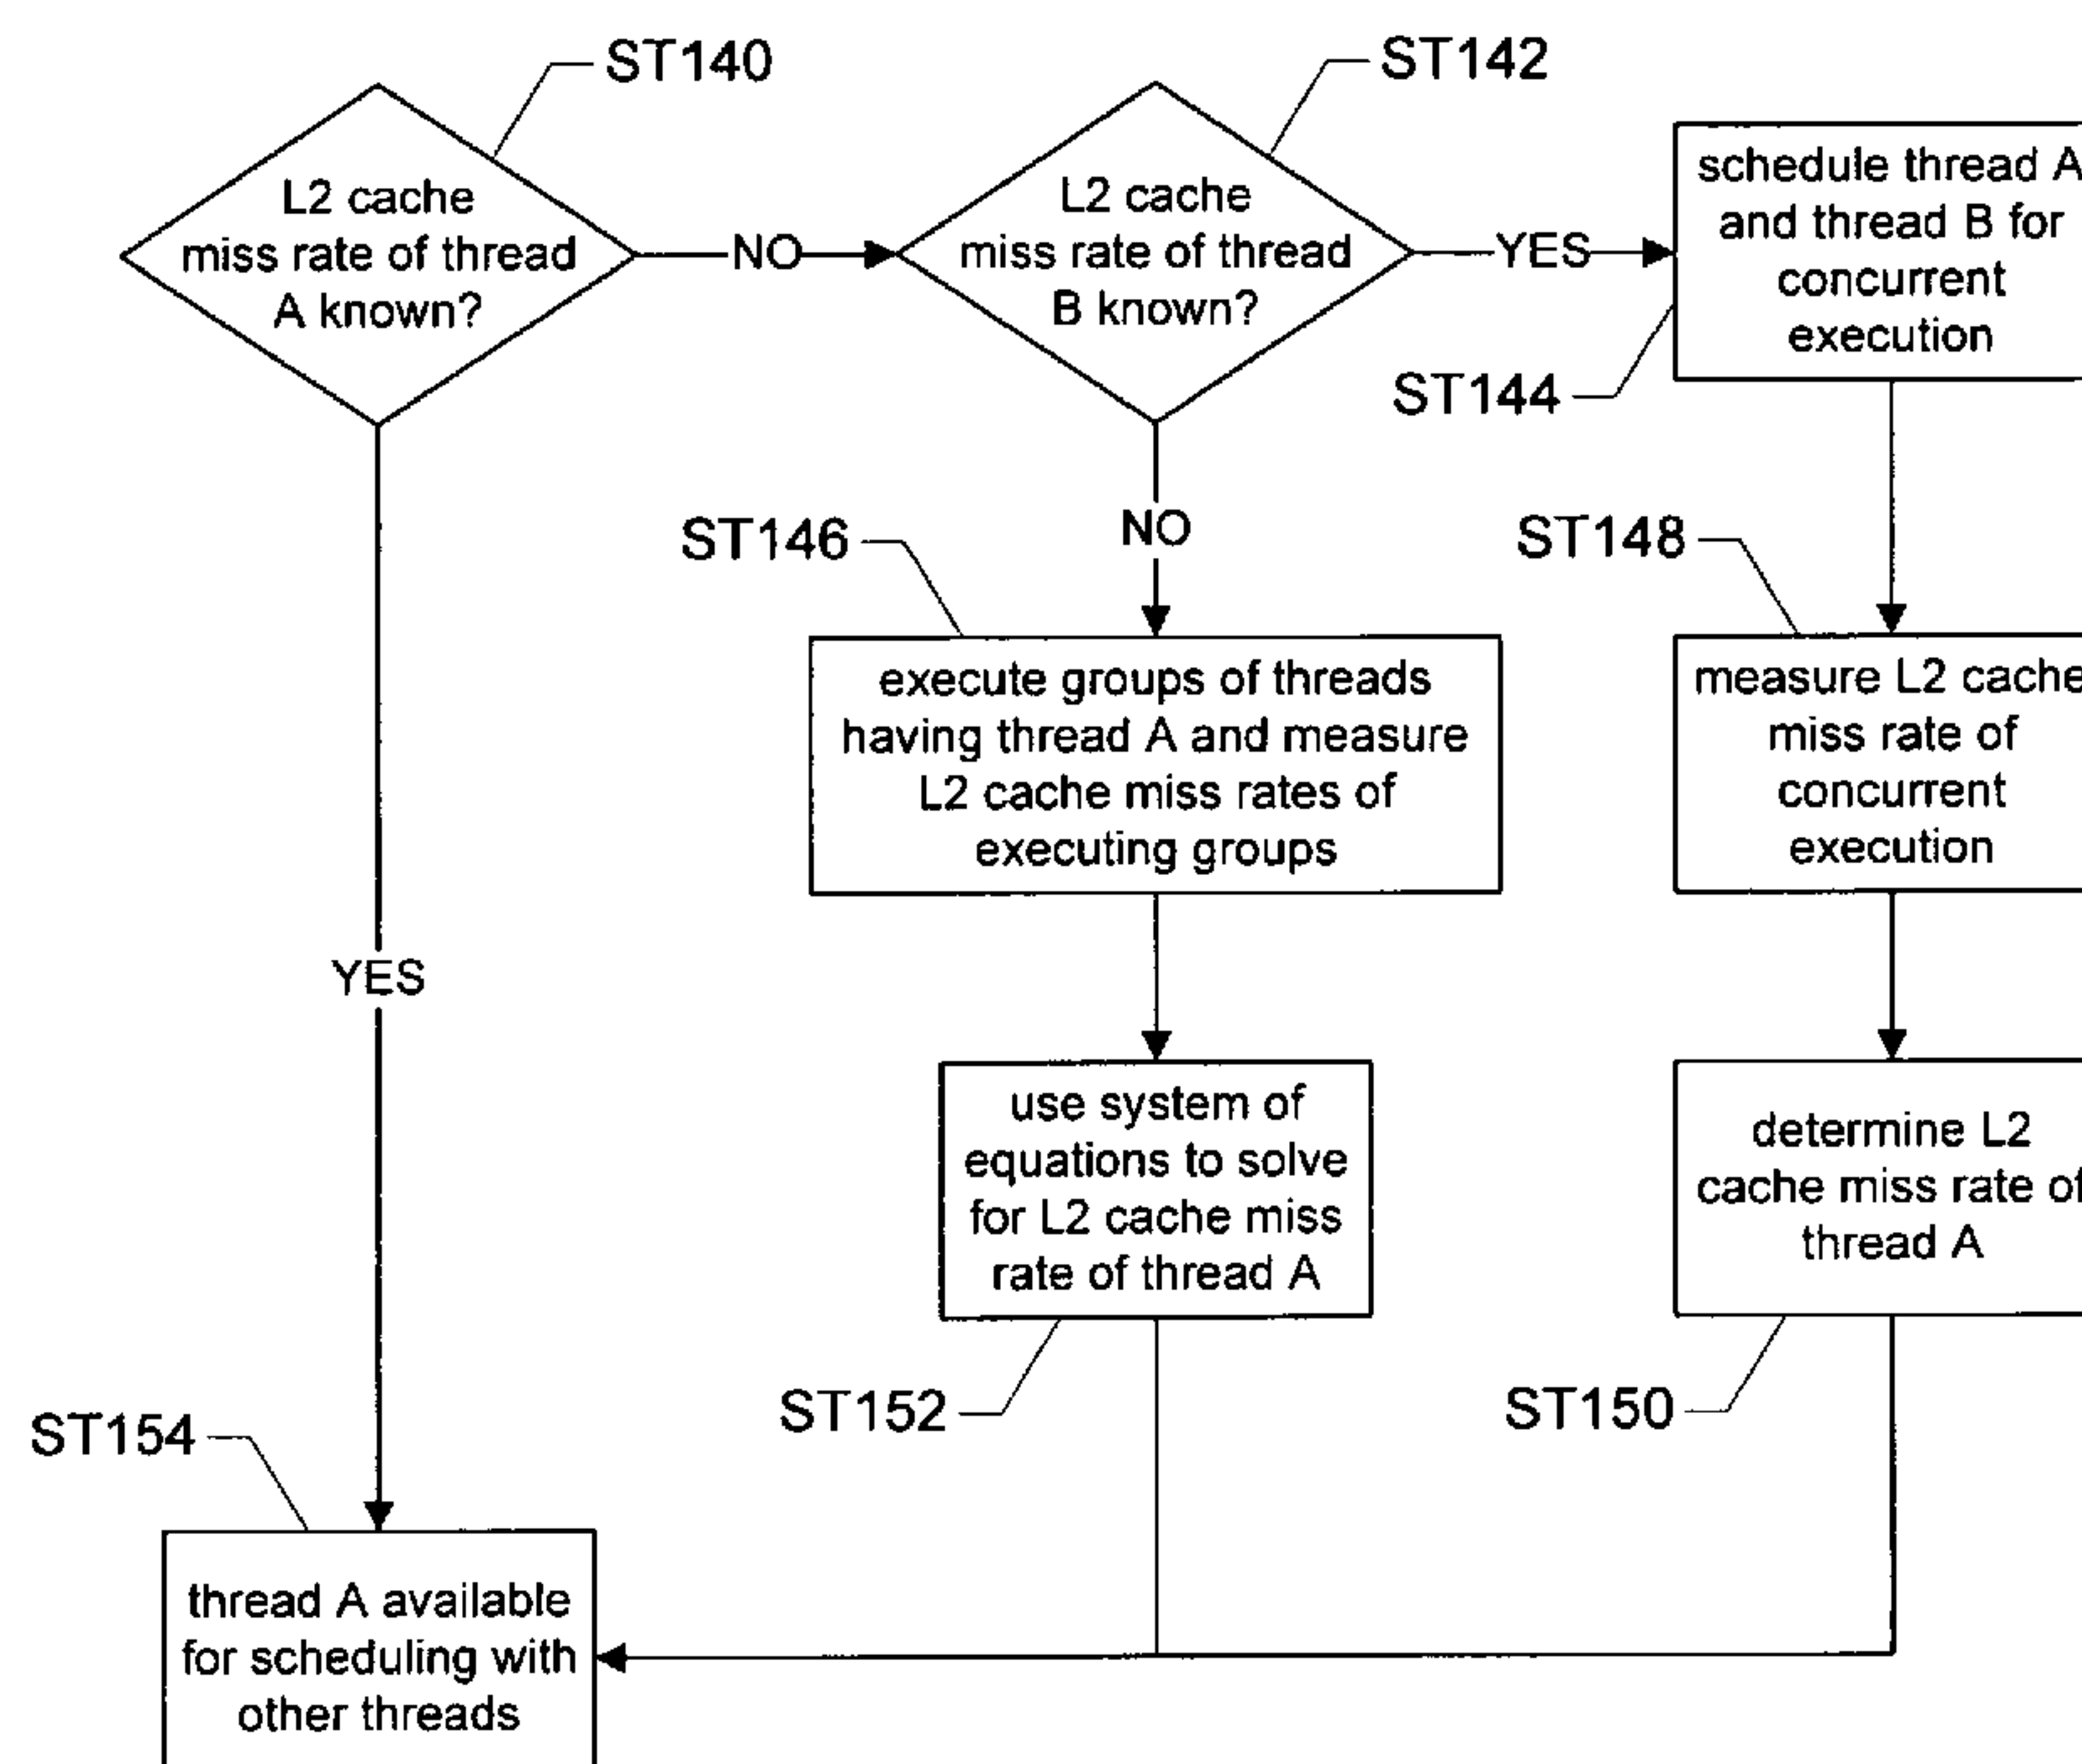 ST140
L2 cache
miss rate of thread
A known?
NO
ST142
L2 cache
miss rate of thread
B known?
YES
schedule thread A
and thread B for
concurrent
execution
ST144
NO
ST146
execute groups of threads
having thread A and measure
L2 cache miss rates of
executing groups
ST148
measure L2 cache
miss rate of
concurrent
execution
YES
use system of
equations to solve
for L2 cache miss
rate of thread A
ST152
determine L2
cache miss rate of
thread A
ST150
ST154
thread A available
for scheduling with
other threads